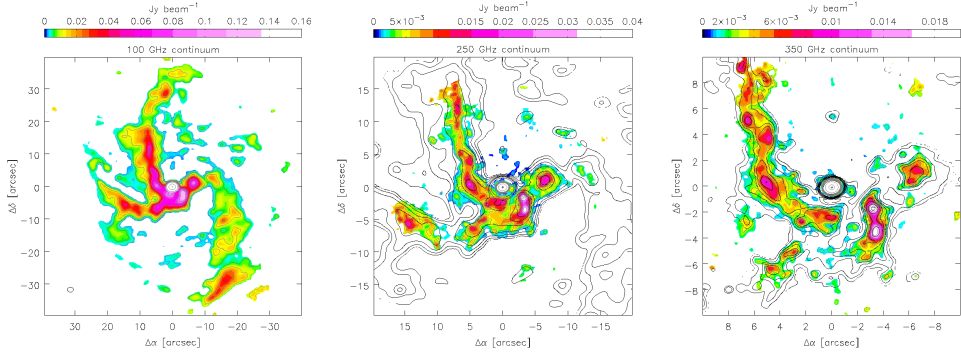 Jy beam⁻¹
0 0.02 0.04 0.06 0.08 0.1 0.12 0.14 0.16
100 GHz continuum
30
20
10
0
−10
−20
−30
Δδ [arcsec]
30 20 10 0 −10 −20 −30
Δα [arcsec]
Jy beam⁻¹
0 5×10⁻³ 0.01 0.015 0.02 0.025 0.03 0.035 0.04
250 GHz continuum
15
10
5
0
−5
−10
−15
Δδ [arcsec]
15 10 5 0 −5 −10 −15 −20
Δα [arcsec]
Jy beam⁻¹
0 2×10⁻³ 6×10⁻³ 0.01 0.014 0.018
350 GHz continuum
8
6
4
2
0
−2
−4
−6
−8
Δδ [arcsec]
10 8 6 4 2 0 −2 −4 −6 −8
Δα [arcsec]